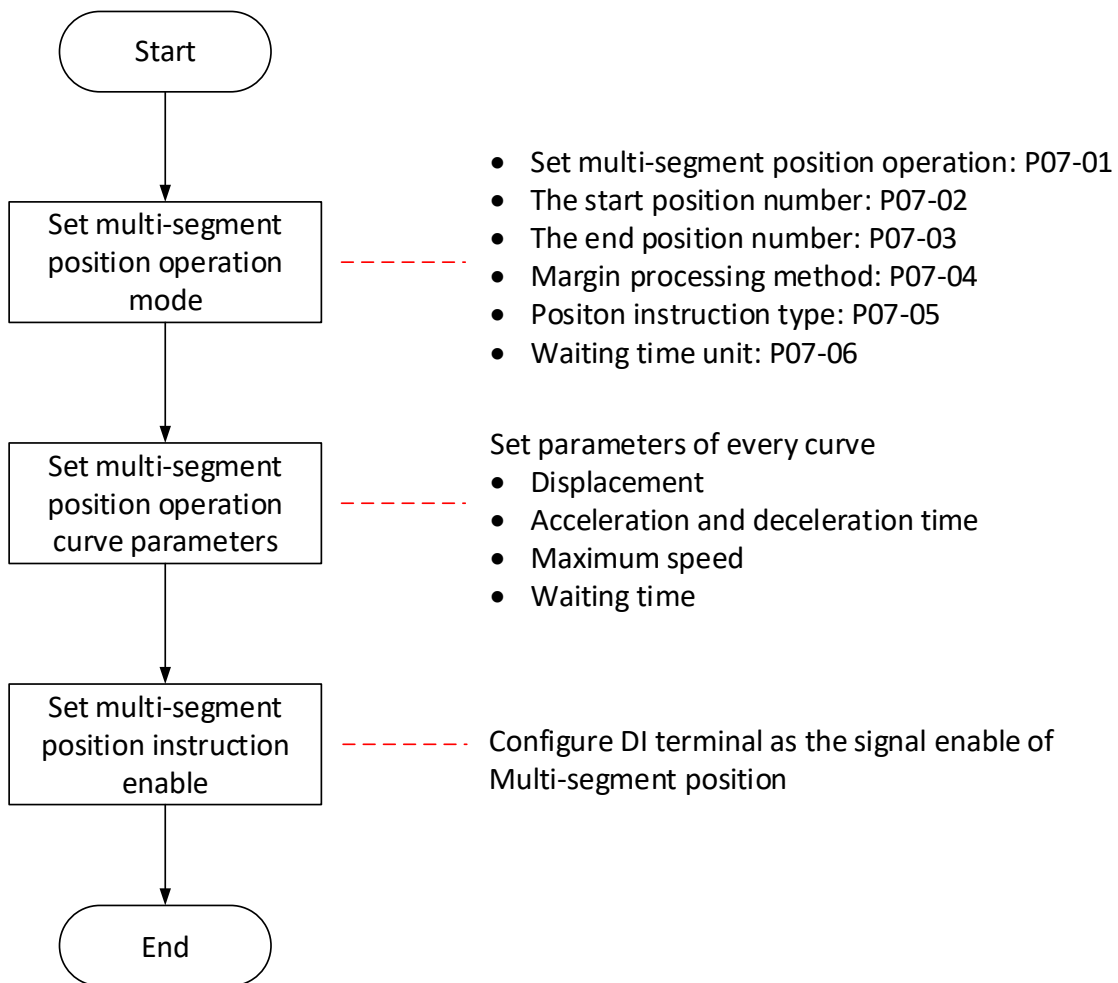 Start
Set multi-segment
position operation
mode
• Set multi-segment position operation: P07-01
• The start position number: P07-02
• The end position number: P07-03
• Margin processing method: P07-04
• Positon instruction type: P07-05
• Waiting time unit: P07-06
Set multi-segment
position operation
curve parameters
Set parameters of every curve
• Displacement
• Acceleration and deceleration time
• Maximum speed
• Waiting time
Set multi-segment
position instruction
enable
Configure DI terminal as the signal enable of
Multi-segment position
End